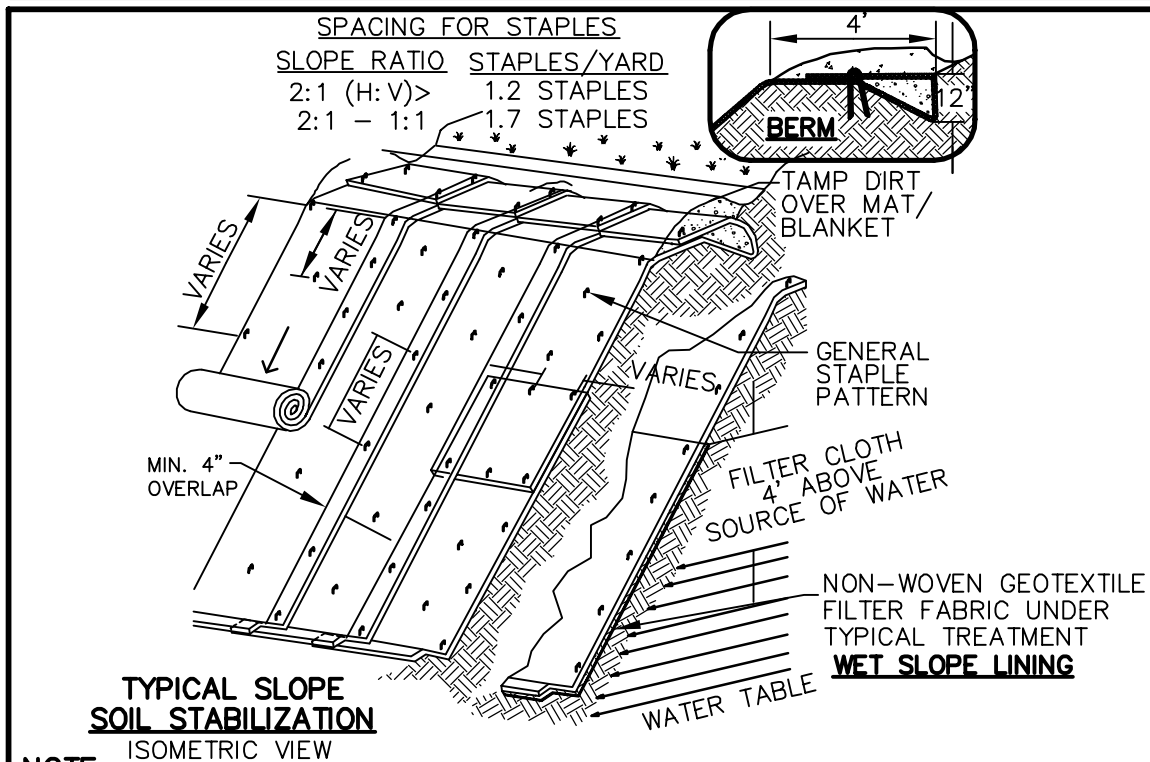 SPACING FOR STAPLES
SLOPE RATIO STAPLES/YARD
2:1 (H:V)> 1.2 STAPLES
2:1 – 1:1 1.7 STAPLES
4'
12"
BERM
TAMP DIRT
OVER MAT/
BLANKET
VARIES
VARIES
VARIES
VARIES
GENERAL
STAPLE
PATTERN
MIN. 4"
OVERLAP
FILTER CLOTH
4' ABOVE
SOURCE OF WATER
NON–WOVEN GEOTEXTILE
FILTER FABRIC UNDER
TYPICAL TREATMENT
WET SLOPE LINING
WATER TABLE
TYPICAL SLOPE
SOIL STABILIZATION
ISOMETRIC VIEW
NOTE